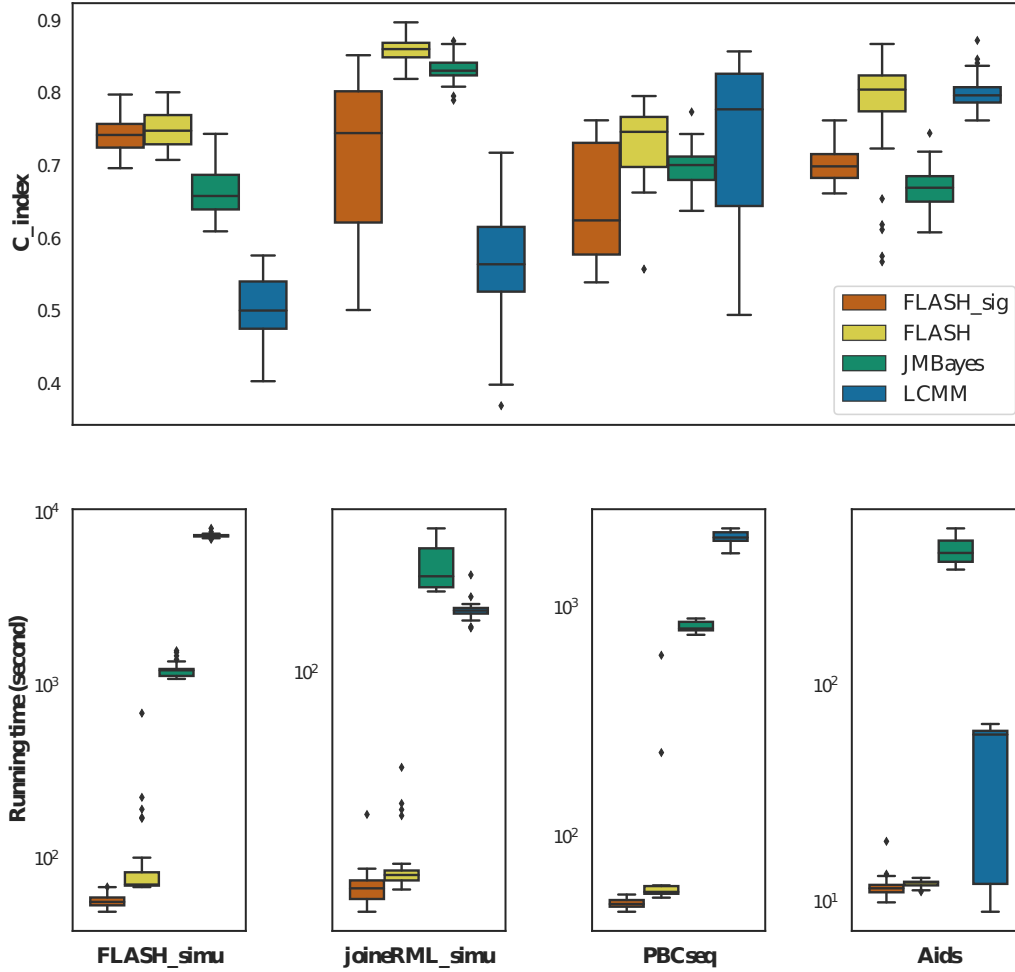 0.9
0.8
0.7
0.6
0.5
0.4
C_index
FLASH_sig
FLASH
JMBayes
LCMM
10⁴
10³
10²
Running time (second)
10²
10³
10²
10²
10¹
FLASH_simu
joineRML_simu
PBCseq
Aids